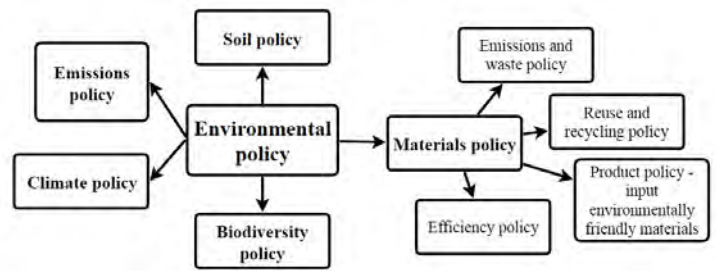 Soil policy
Emissions
policy
Environmental
policy
Climate policy
Biodiversity
policy
Emissions and
waste policy
Materials
policy
Reuse and
recycling policy
Product policy -
input
environmentally
friendly materials
Efficiency policy